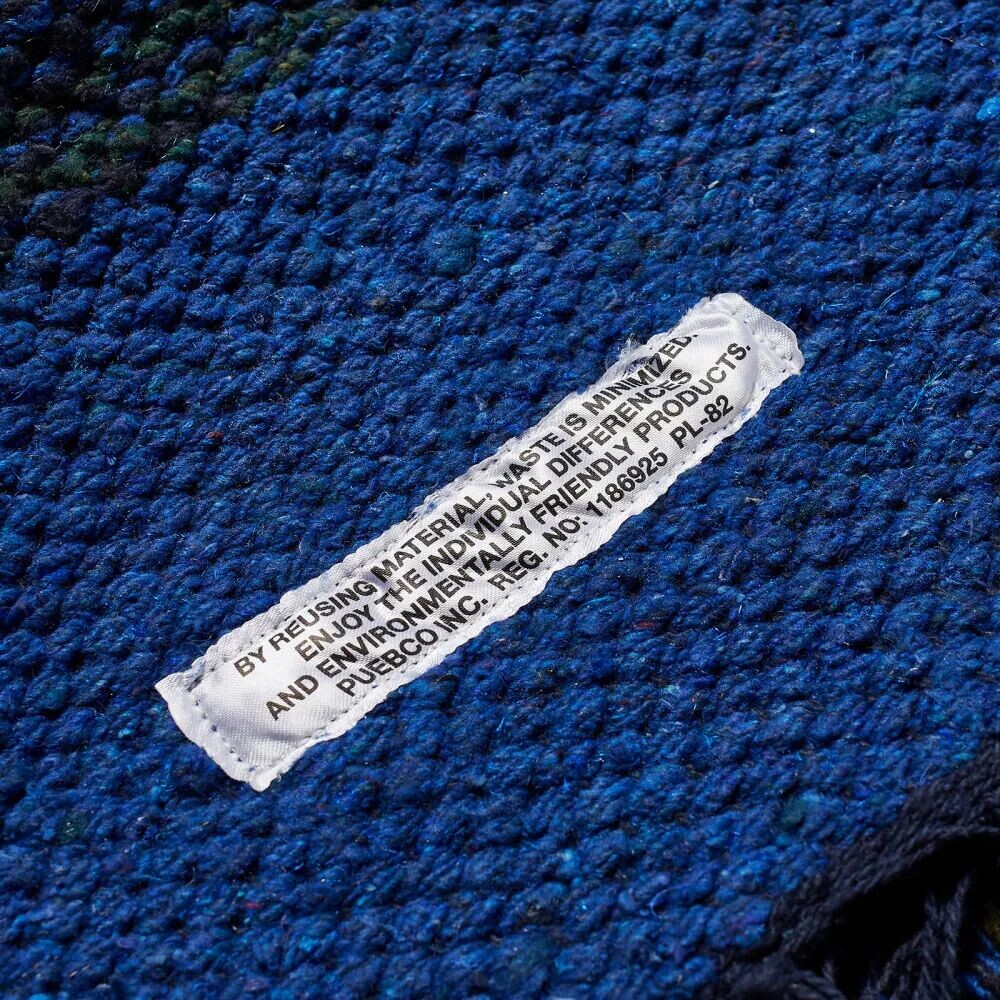 BY REUSING MATERIAL, WASTE IS MINIMIZED.
ENJOY THE INDIVIDUAL DIFFERENCES
AND ENVIRONMENTALLY FRIENDLY PRODUCTS.
PUEBCO INC. REG. NO: 1186925 PL-82